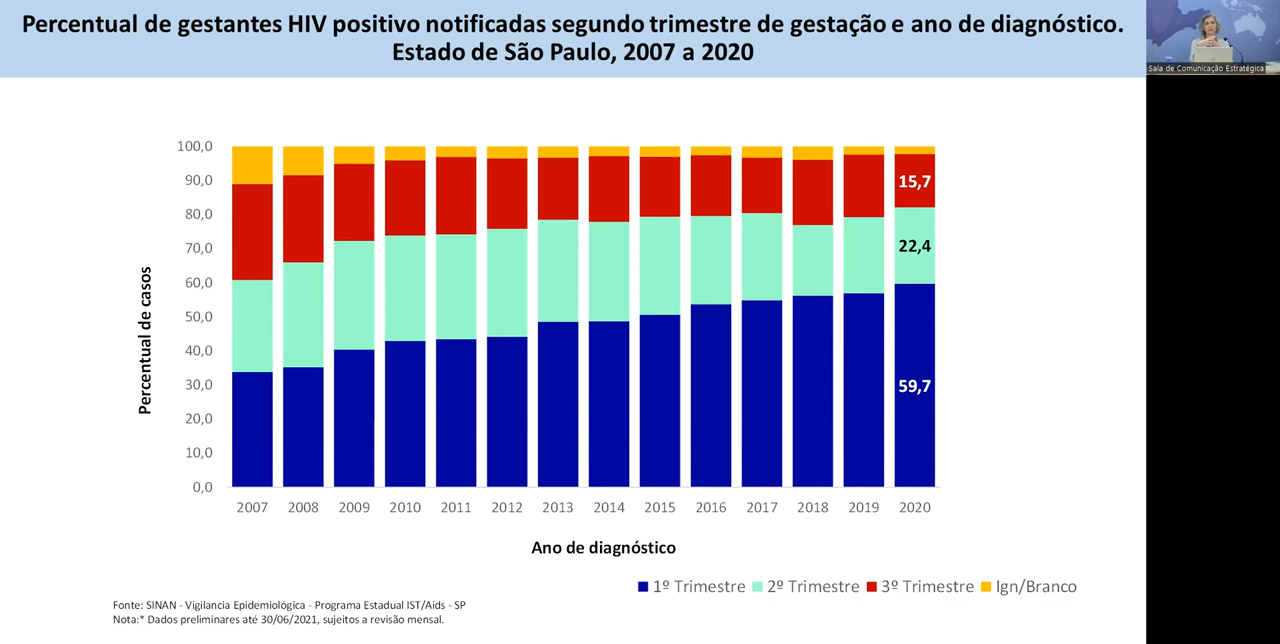 Percentual de gestantes HIV positivo notificadas segundo trimestre de gestação e ano de diagnóstico.
Estado de São Paulo, 2007 a 2020
Sala de Comunicação Estratégica
100,0
90,0
80,0
70,0
60,0
50,0
40,0
30,0
20,0
10,0
0,0
Percentual de casos
15,7
22,4
59,7
2007 2008 2009 2010 2011 2012 2013 2014 2015 2016 2017 2018 2019 2020
Ano de diagnóstico
1º Trimestre 2º Trimestre 3º Trimestre Ign/Branco
Fonte: SINAN - Vigilancia Epidemiológica - Programa Estadual IST/Aids - SP
Nota:* Dados preliminares até 30/06/2021, sujeitos a revisão mensal.